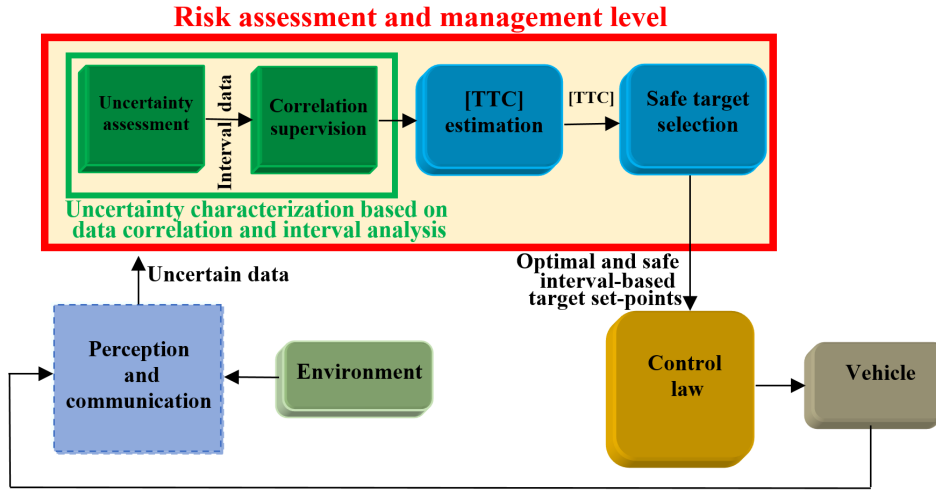 Risk assessment and management level
Uncertainty
assessment
Interval data
Correlation
supervision
[TTC]
estimation
[TTC]
Safe target
selection
Uncertainty characterization based on
data correlation and interval analysis
Uncertain data
Optimal and safe
interval-based
target set-points
Perception
and
communication
Environment
Control
law
Vehicle